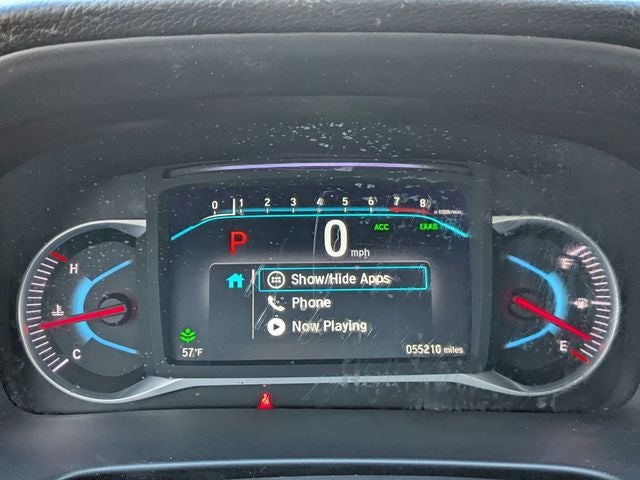 0 1 2 3 4 5 6 7 8 x1000r/min
ACC LKAS
P 0 mph
H
Show/Hide Apps
Phone
C
Now Playing
E
57°F
055210 miles